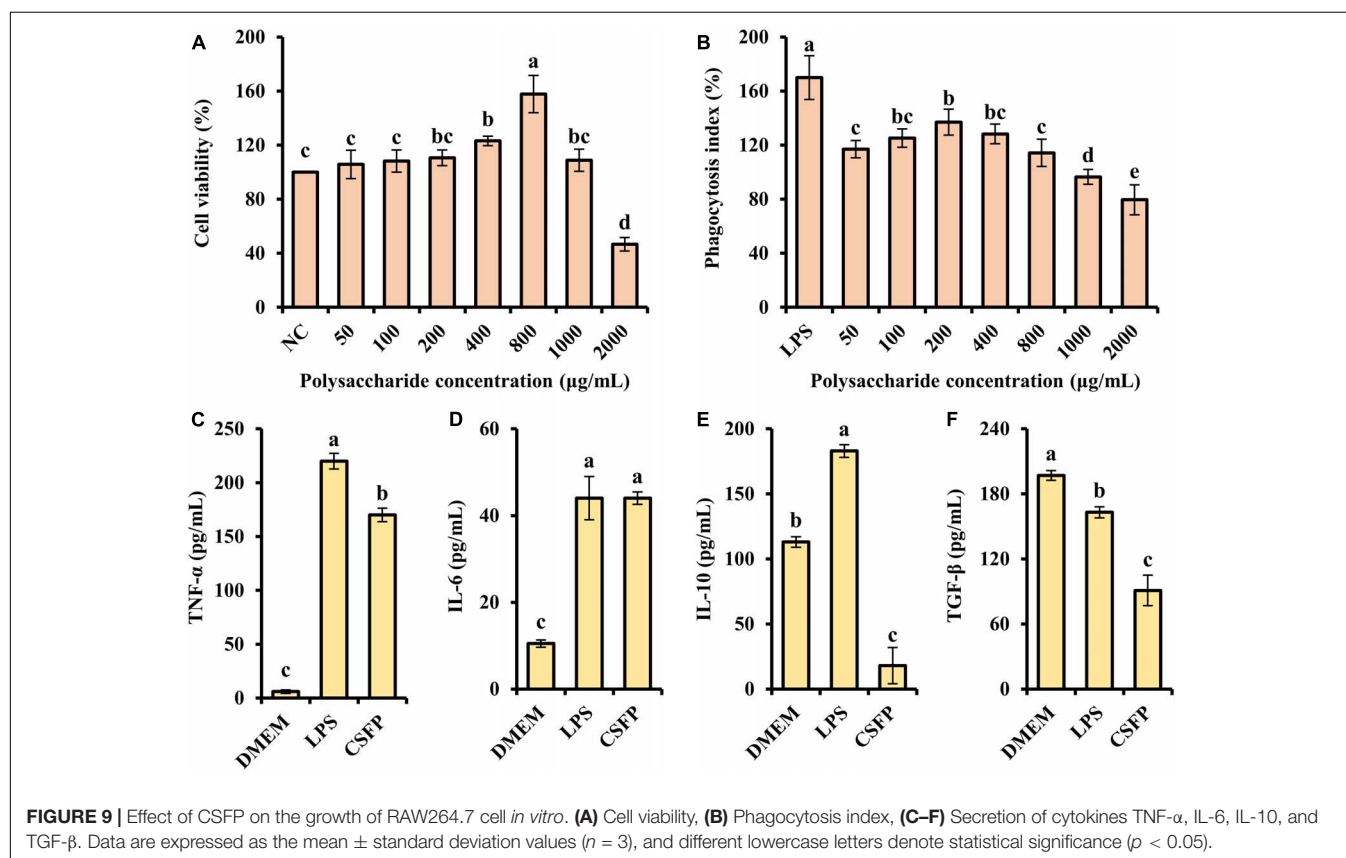 A
200
160
120
80
40
0
Cell viability (%)
c
c
c
bc
b
a
bc
d
NC
50
100
200
400
800
1000
2000
Polysaccharide concentration (µg/mL)
B
200
160
120
80
40
0
Phagocytosis index (%)
a
c
bc
b
bc
c
d
e
LPS
50
100
200
400
800
1000
2000
Polysaccharide concentration (µg/mL)
C
250
200
150
100
50
0
TNF-α (pg/mL)
c
a
b
DMEM
LPS
CSFP
D
60
40
20
0
IL-6 (pg/mL)
c
a
a
DMEM
LPS
CSFP
E
200
150
100
50
0
IL-10 (pg/mL)
b
a
c
DMEM
LPS
CSFP
F
240
180
120
60
0
TGF-β (pg/mL)
a
b
c
DMEM
LPS
CSFP
FIGURE 9 | Effect of CSFP on the growth of RAW264.7 cell in vitro. (A) Cell viability, (B) Phagocytosis index, (C–F) Secretion of cytokines TNF-α, IL-6, IL-10, and
TGF-β. Data are expressed as the mean ± standard deviation values (n = 3), and different lowercase letters denote statistical significance (p < 0.05).